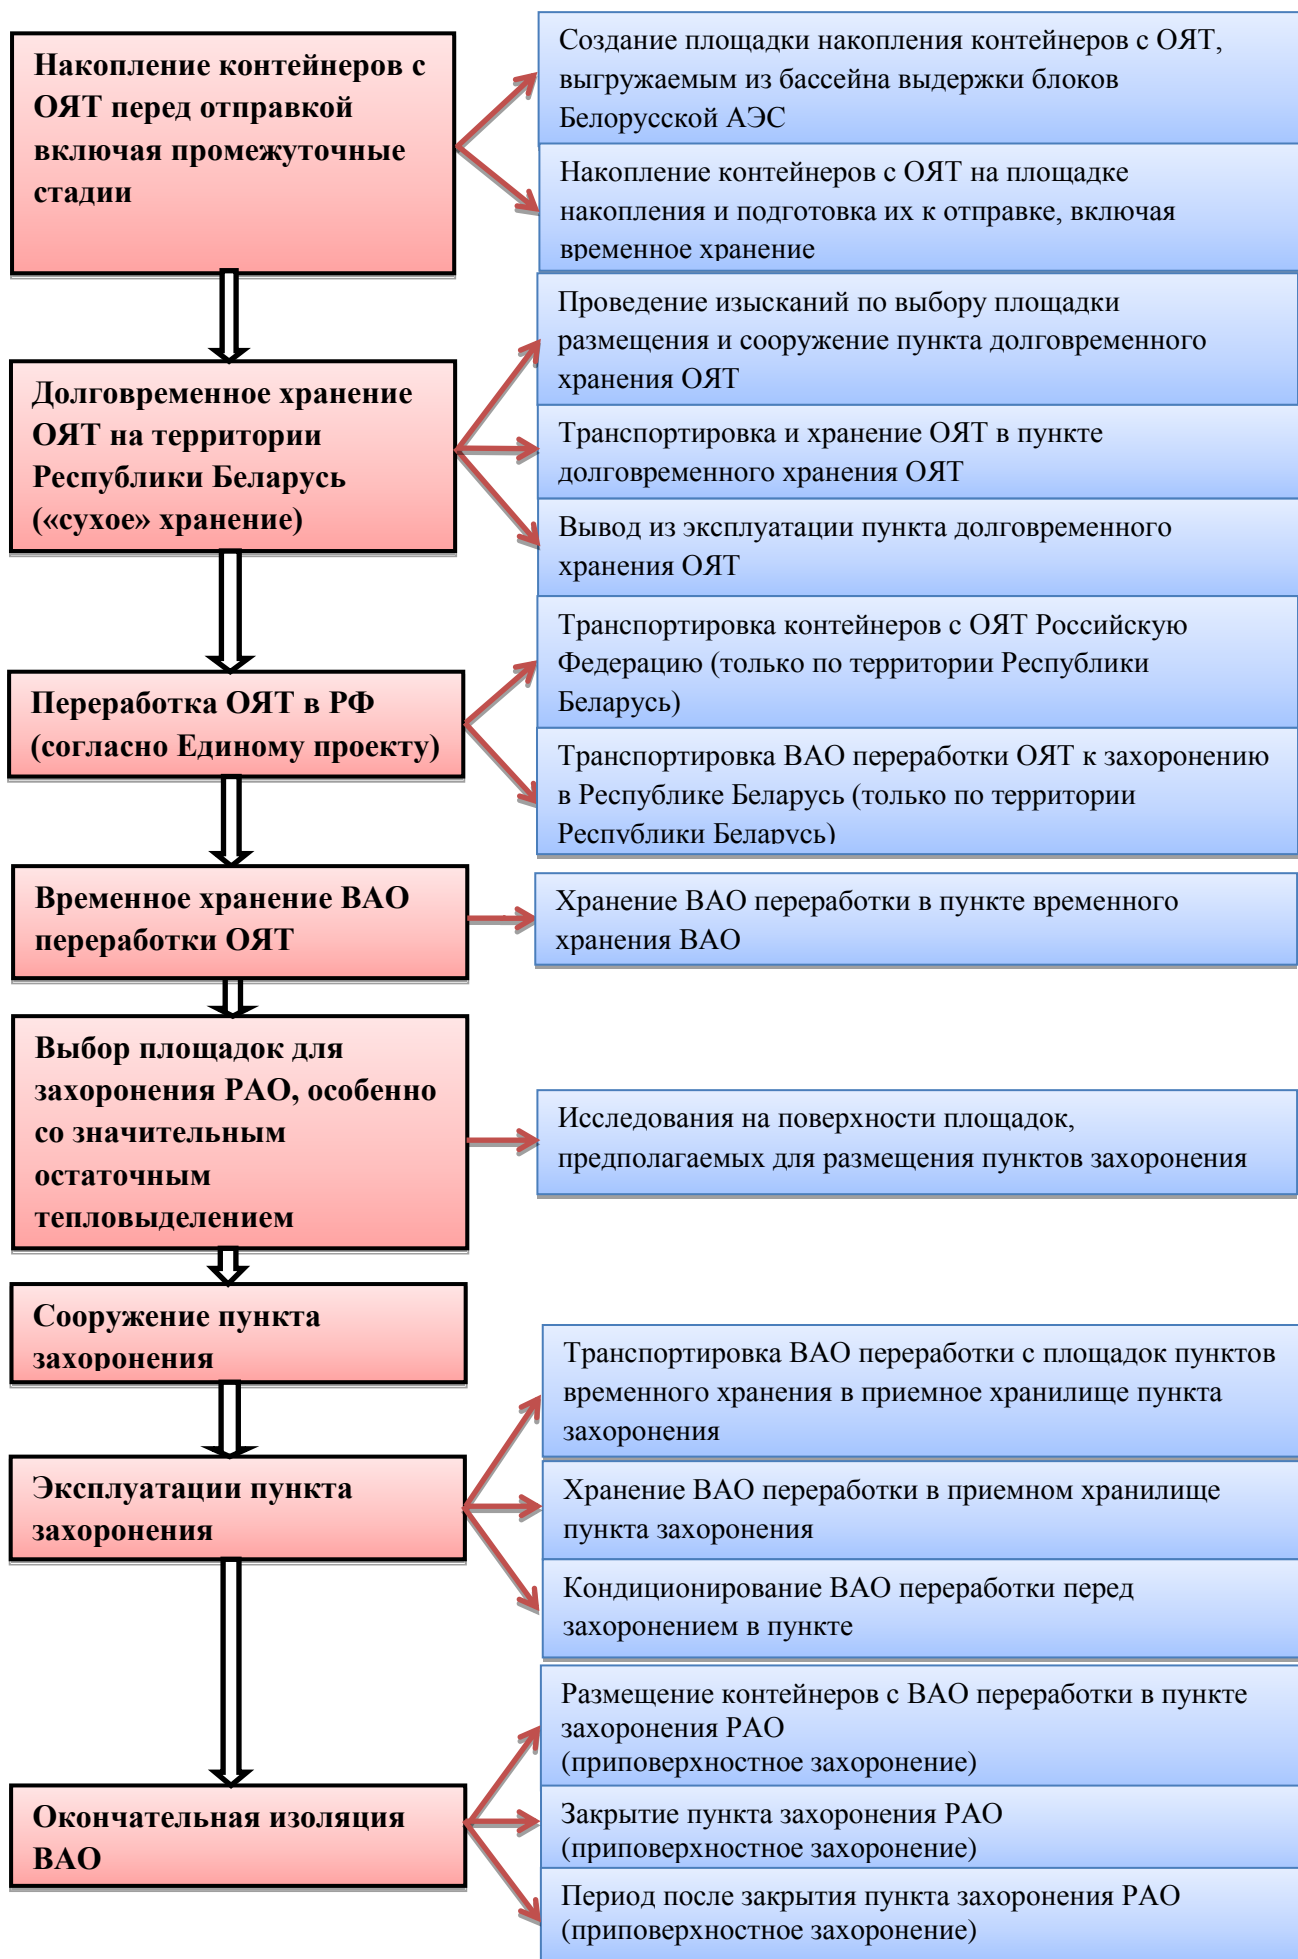 Накопление контейнеров с
ОЯТ перед отправкой
включая промежуточные
стадии
Создание площадки накопления контейнеров с ОЯТ,
выгружаемым из бассейна выдержки блоков
Белорусской АЭС
Накопление контейнеров с ОЯТ на площадке
накопления и подготовка их к отправке, включая
временное хранение
Долговременное хранение
ОЯТ на территории
Республики Беларусь
(«сухое» хранение)
Проведение изысканий по выбору площадки
размещения и сооружение пункта долговременного
хранения ОЯТ
Транспортировка и хранение ОЯТ в пункте
долговременного хранения ОЯТ
Вывод из эксплуатации пункта долговременного
хранения ОЯТ
Переработка ОЯТ в РФ
(согласно Единому проекту)
Транспортировка контейнеров с ОЯТ Российскую
Федерацию (только по территории Республики
Беларусь)
Транспортировка ВАО переработки ОЯТ к захоронению
в Республике Беларусь (только по территории
Республики Беларусь)
Временное хранение ВАО
переработки ОЯТ
Хранение ВАО переработки в пункте временного
хранения ВАО
Выбор площадок для
захоронения РАО, особенно
со значительным
остаточным
тепловыделением
Исследования на поверхности площадок,
предполагаемых для размещения пунктов захоронения
Сооружение пункта
захоронения
Эксплуатации пункта
захоронения
Транспортировка ВАО переработки с площадок пунктов
временного хранения в приемное хранилище пункта
захоронения
Хранение ВАО переработки в приемном хранилище
пункта захоронения
Кондиционирование ВАО переработки перед
захоронением в пункте
Окончательная изоляция
ВАО
Размещение контейнеров с ВАО переработки в пункте
захоронения РАО
(приповерхностное захоронение)
Закрытие пункта захоронения РАО
(приповерхностное захоронение)
Период после закрытия пункта захоронения РАО
(приповерхностное захоронение)